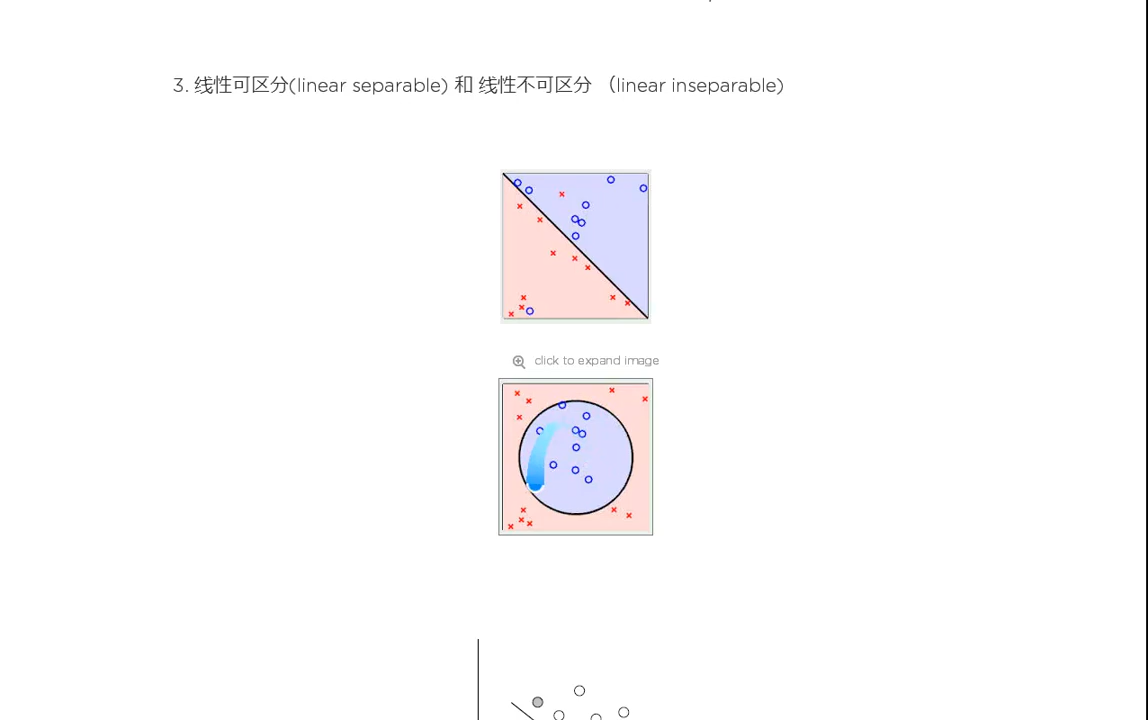 3. 线性可区分(linear separable) 和 线性不可区分 （linear inseparable)
click to expand image